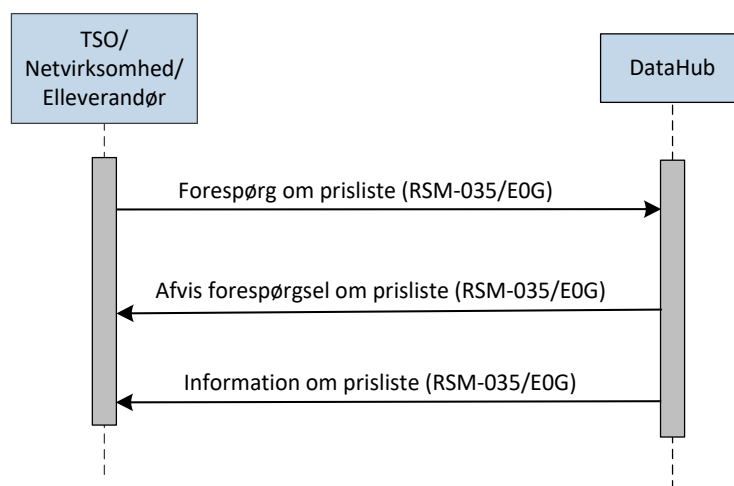 TSO/
Netvirksomhed/
Elleverandør
DataHub
Forespørg om prisliste (RSM-035/E0G)
Afvis forespørgsel om prisliste (RSM-035/E0G)
Information om prisliste (RSM-035/E0G)